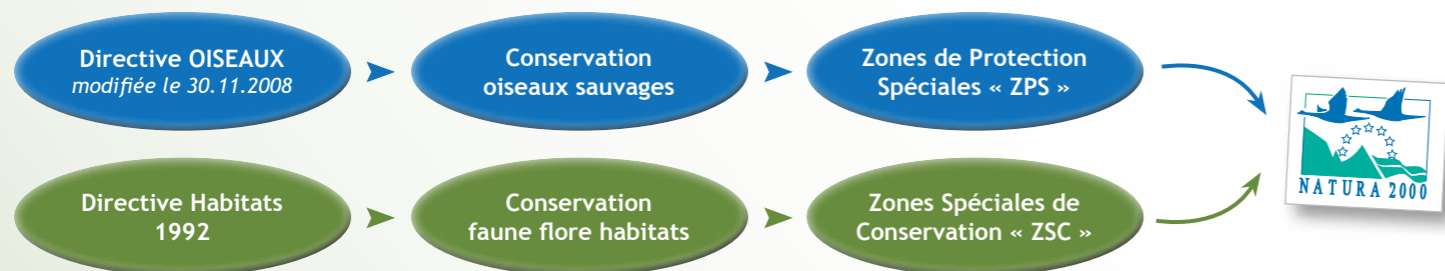 Directive OISEAUX
modifiée le 30.11.2008
Conservation
oiseaux sauvages
Zones de Protection
Spéciales « ZPS »
Directive Habitats
1992
Conservation
faune flore habitats
Zones Spéciales de
Conservation « ZSC »
NATURA 2000